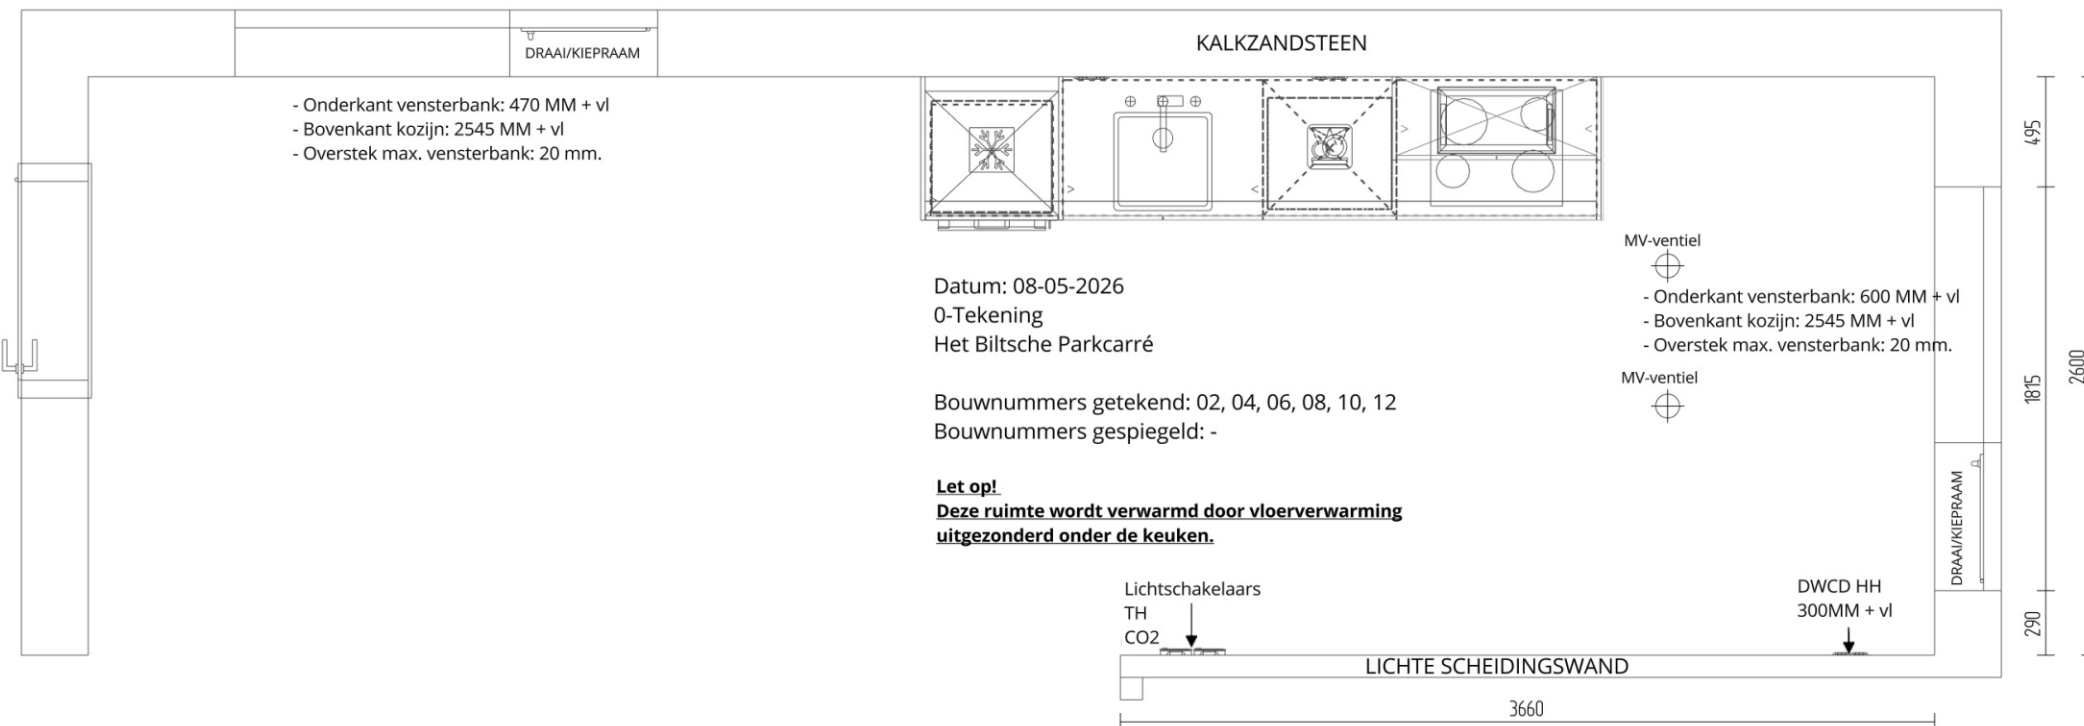 KALKZANDSTEEN
DRAAI/KIEPRAAM
- Onderkant vensterbank: 470 MM + vl
- Bovenkant kozijn: 2545 MM + vl
- Overstek max. vensterbank: 20 mm.
495
MV-ventiel
- Onderkant vensterbank: 600 MM + vl
- Bovenkant kozijn: 2545 MM + vl
- Overstek max. vensterbank: 20 mm.
MV-ventiel
1815
2600
Datum: 08-05-2026
0-Tekening
Het Biltsche Parkcarré
Bouwnummers getekend: 02, 04, 06, 08, 10, 12
Bouwnummers gespiegeld: -
Let op!
Deze ruimte wordt verwarmd door vloerverwarming
uitgezonderd onder de keuken.
DRAAI/KIEPRAAM
Lichtschakelaars
TH
CO2
DWCD HH
300MM + vl
290
LICHTE SCHEIDINGSWAND
3660